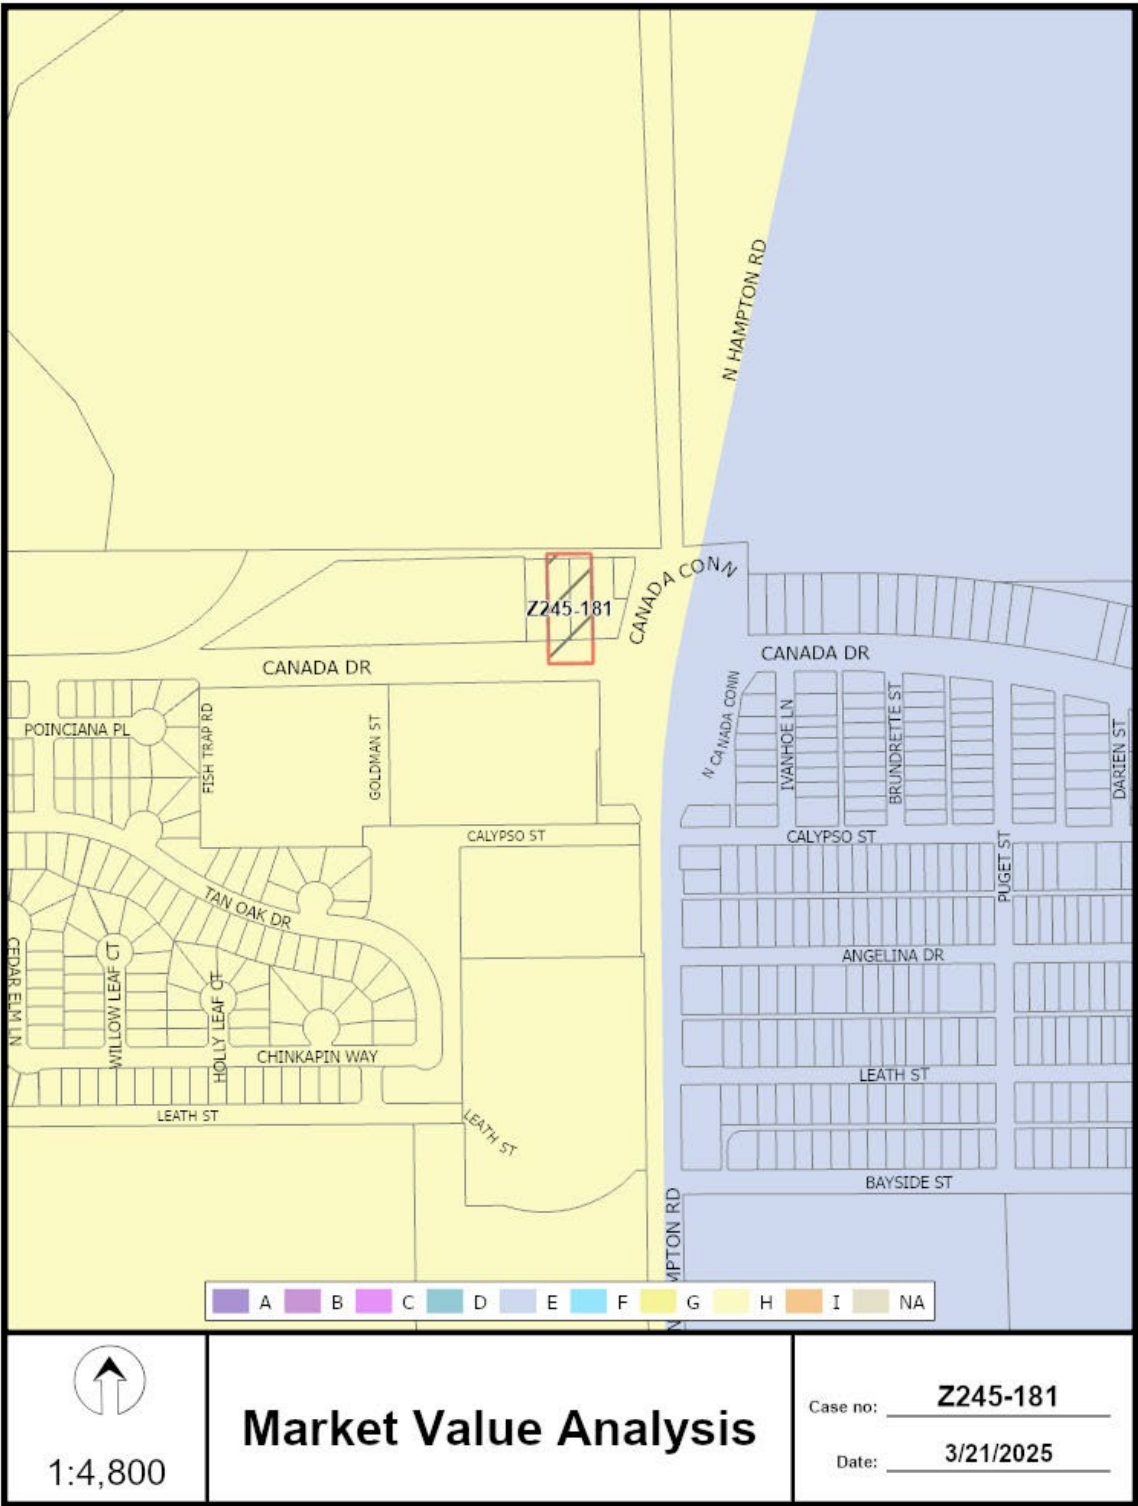 N HAMPTON RD
CANADA CONN
Z245-181
CANADA DR
CANADA DR
N CANADA CONN
POINCIANA PL
FISH TRAP RD
GOLDMAN ST
IVANHOE LN
BRUNDRETTE ST
DARIEN ST
CALYPSO ST
CALYPSO ST
PUGET ST
TAN OAK DR
CEDAR ELM LN
WILLOW LEAF CT
HOLLY LEAF CT
ANGELINA DR
CHINKAPIN WAY
LEATH ST
LEATH ST
LEATH ST
BAYSIDE ST
N MPTON RD
A B C D E F G H I NA
1:4,800
Market Value Analysis
Case no: Z245-181
Date: 3/21/2025